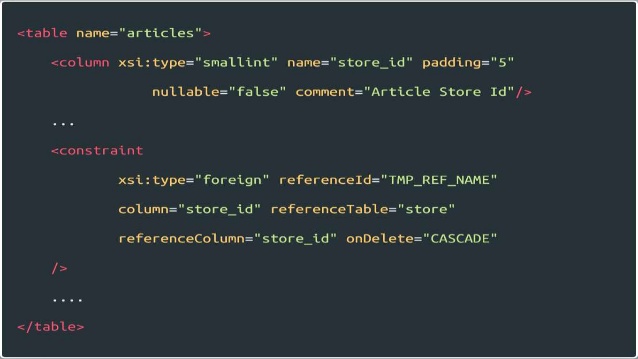 <table name="articles">
<column xsi:type="smallint" name="store_id" padding="5"
nullable="false" comment="Article Store Id"/>
...
<constraint
xsi:type="foreign" referenceId="TMP_REF_NAME"
column="store_id" referenceTable="store"
referenceColumn="store_id" onDelete="CASCADE"
/>
....
</table>